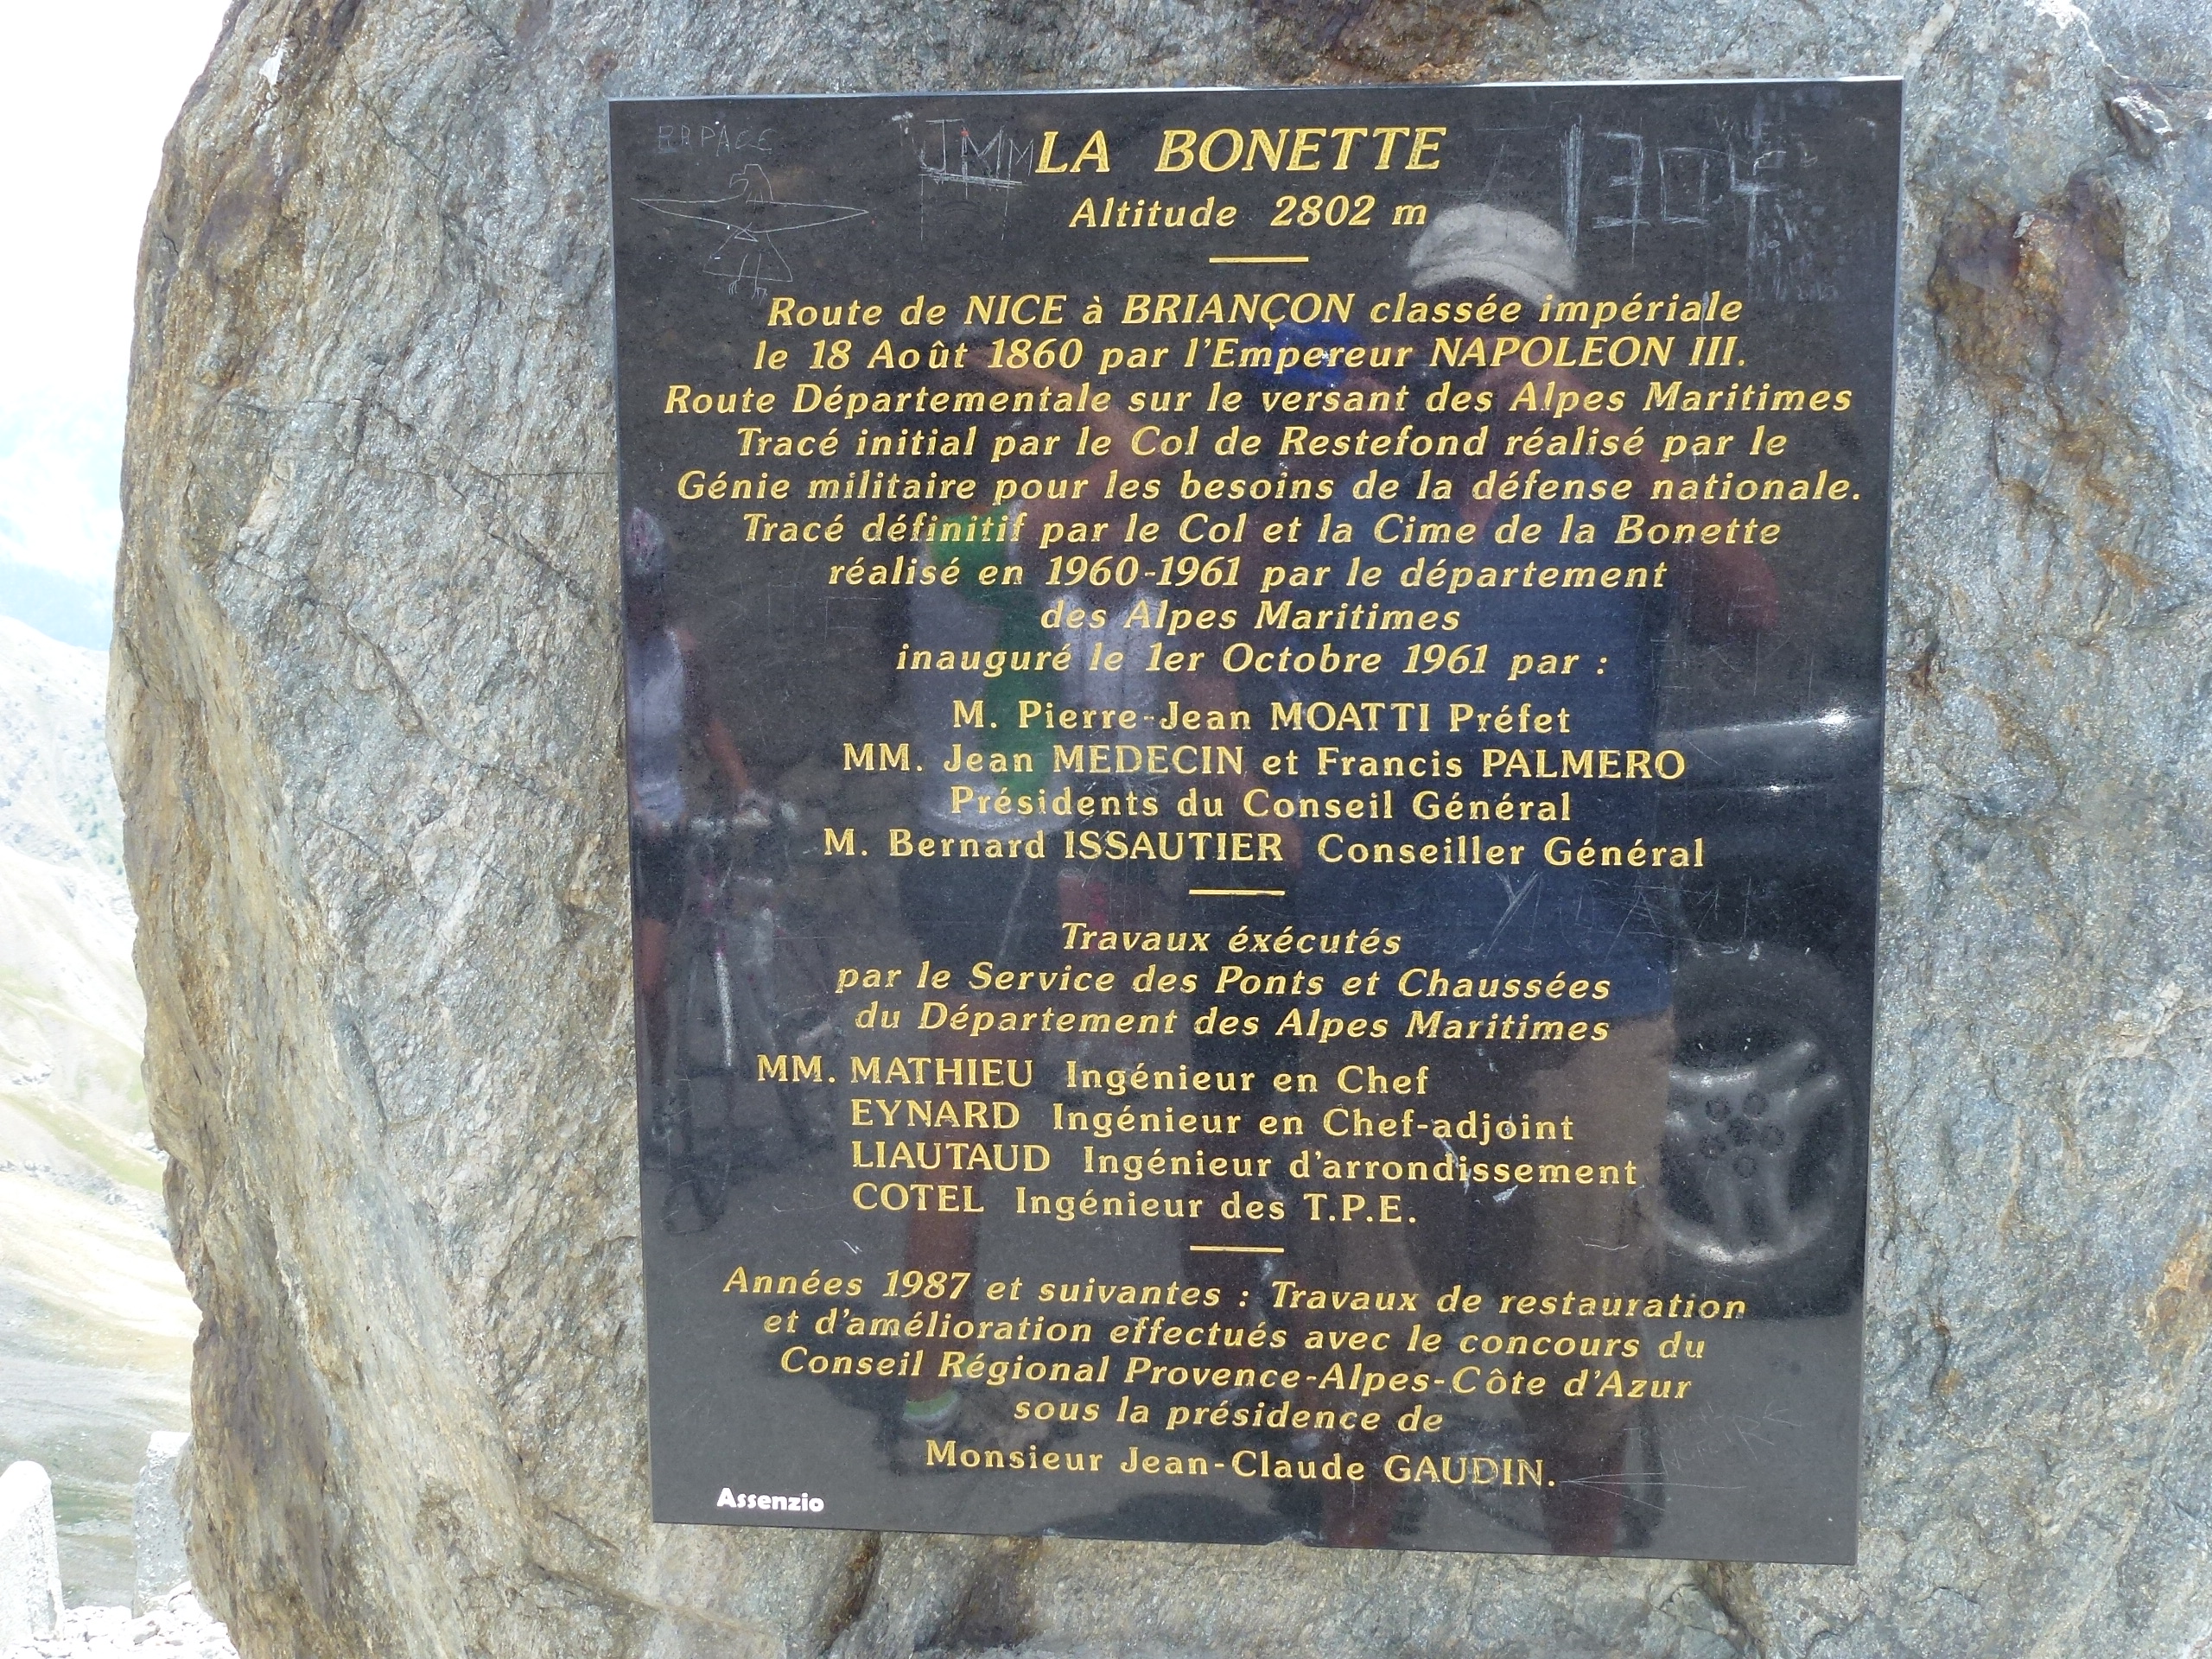 BAPACE
JMM
1304
LA BONETTE
Altitude 2802 m
Route de NICE à BRIANÇON classée impériale
le 18 Août 1860 par l'Empereur NAPOLEON III.
Route Départementale sur le versant des Alpes Maritimes
Tracé initial par le Col de Restefond réalisé par le
Génie militaire pour les besoins de la défense nationale.
Tracé définitif par le Col et la Cime de la Bonette
réalisé en 1960-1961 par le département
des Alpes Maritimes
inauguré le 1er Octobre 1961 par :
M. Pierre-Jean MOATTI Préfet
MM. Jean MEDECIN et Francis PALMERO
Présidents du Conseil Général
M. Bernard ISSAUTIER Conseiller Général
Travaux éxécutés
par le Service des Ponts et Chaussées
du Département des Alpes Maritimes
MM. MATHIEU Ingénieur en Chef
EYNARD Ingénieur en Chef-adjoint
LIAUTAUD Ingénieur d'arrondissement
COTEL Ingénieur des T.P.E.
Années 1987 et suivantes : Travaux de restauration
et d'amélioration effectués avec le concours du
Conseil Régional Provence-Alpes-Côte d'Azur
sous la présidence de
Monsieur Jean-Claude GAUDIN.
Assenzio